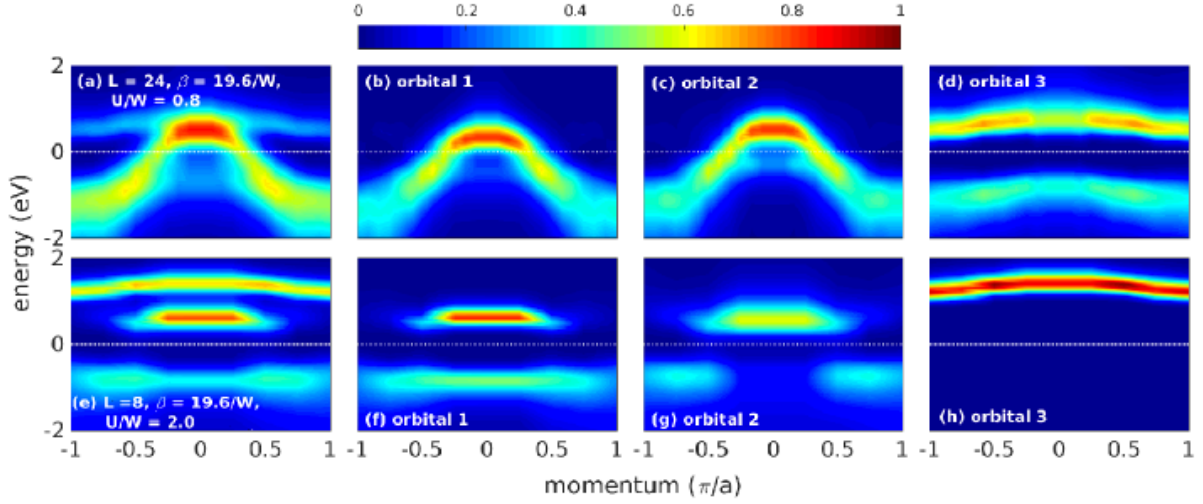 0 0.2 0.4 0.6 0.8 1
2 (a) L = 24, β = 19.6/W, (b) orbital 1 (c) orbital 2 (d) orbital 3
U/W = 0.8
0
-2
energy (eV)
2
0
(e) L =8, β = 19.6/W, (f) orbital 1 (g) orbital 2 (h) orbital 3
U/W = 2.0
-2
-1 -0.5 0 0.5 1 -1 -0.5 0 0.5 1 -1 -0.5 0 0.5 1 -1 -0.5 0 0.5 1
momentum (π/a)